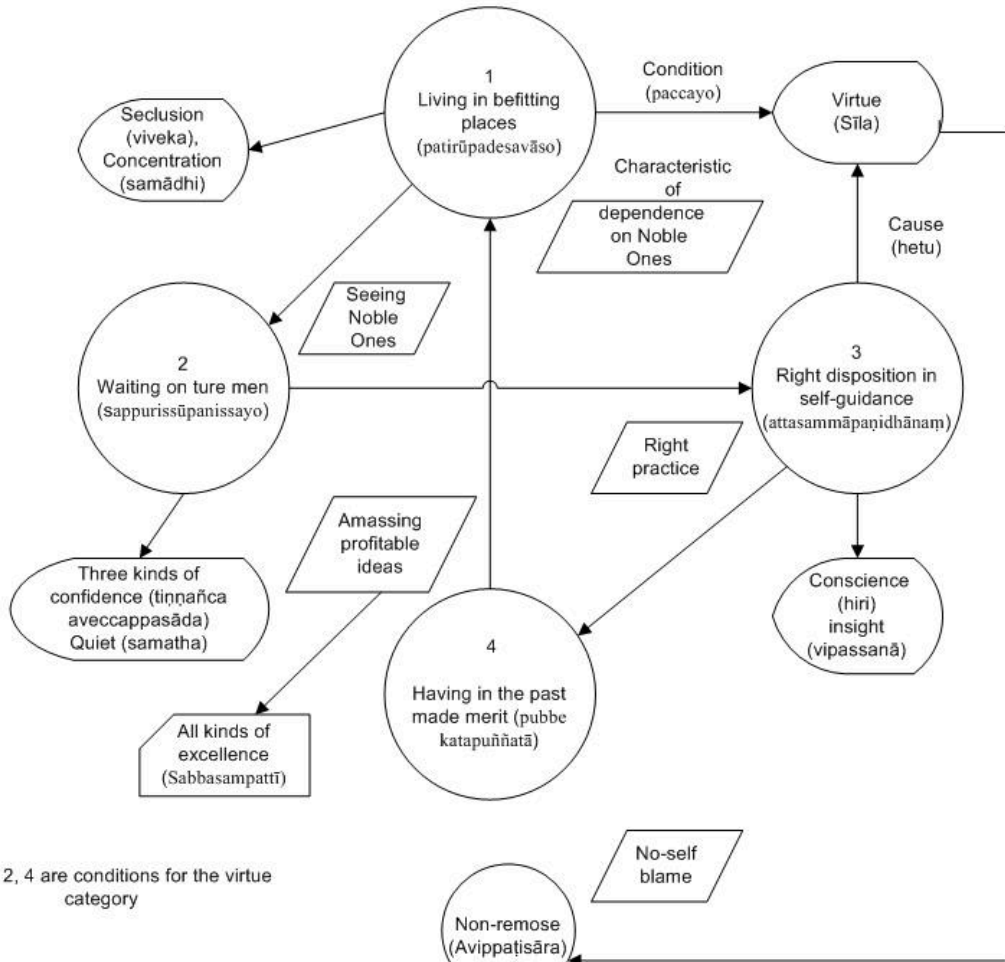 1
Living in befitting
places
(patirūpadesavāso)
Condition
(paccayo)
Virtue
(Sīla)
Seclusion
(viveka),
Concentration
(samādhi)
Characteristic
of
dependence
on Noble
Ones
Cause
(hetu)
Seeing
Noble
Ones
2
Waiting on ture men
(sappurissūpanissayo)
3
Right disposition in
self-guidance
(attasammāpaṇidhānaṃ)
Right
practice
Amassing
profitable
ideas
Three kinds of
confidence (tiṇṇañca
aveccappasāda)
Quiet (samatha)
Conscience
(hiri)
insight
(vipassanā)
4
Having in the past
made merit (pubbe
katapuññatā)
All kinds of
excellence
(Sabbasampattī)
2, 4 are conditions for the virtue
category
No-self
blame
Non-remose
(Avippaṭisāra)